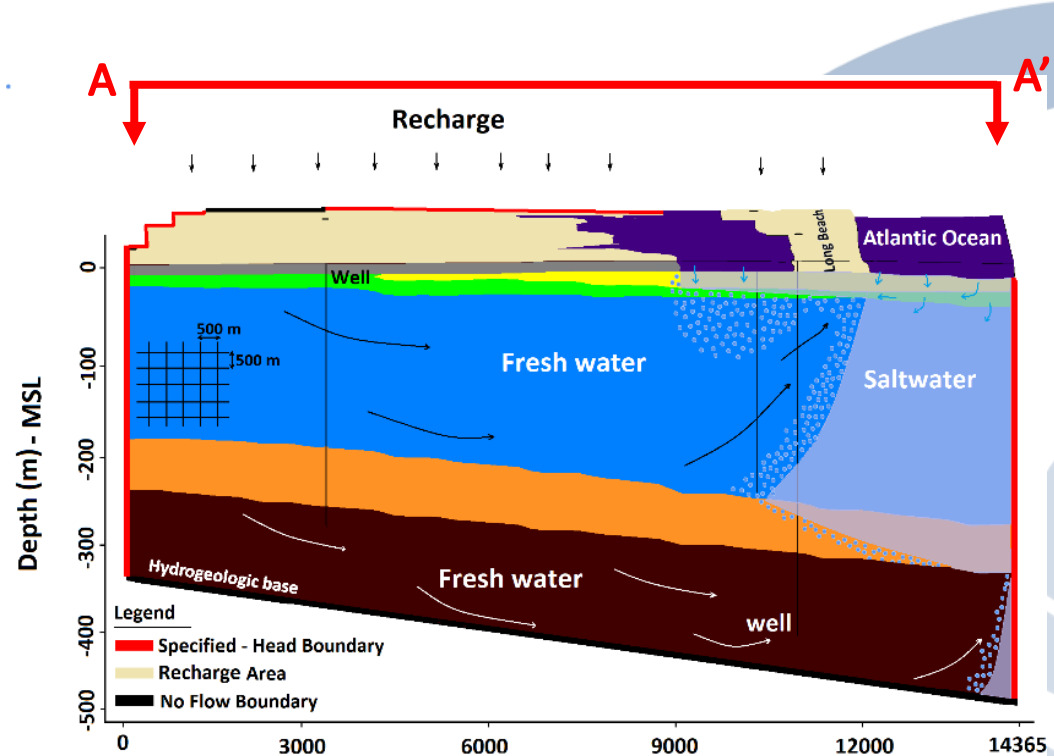 A
A'
Recharge
Long Beach
Atlantic Ocean
Well
500 m
500 m
Fresh water
Saltwater
Depth (m) - MSL
0
-100
-200
-300
-400
-500
Hydrogeologic base
Fresh water
well
Legend
Specified - Head Boundary
Recharge Area
No Flow Boundary
0
3000
6000
9000
12000
14365